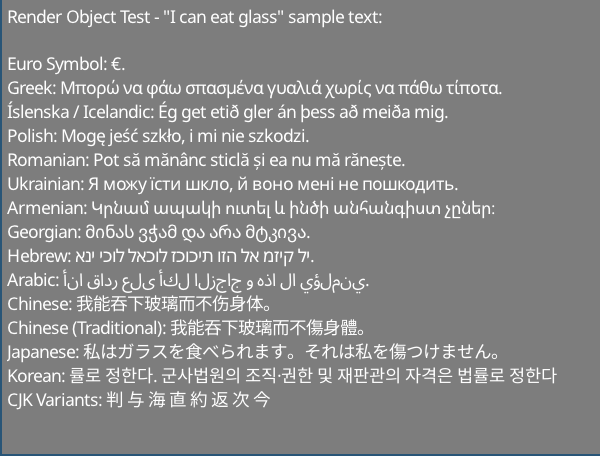 Render Object Test - "I can eat glass" sample text:
Euro Symbol: €.
Greek: Μπορώ να φάω σπασμένα γυαλιά χωρίς να πάθω τίποτα.
Íslenska / Icelandic: Ég get etið gler án þess að meiða mig.
Polish: Mogę jeść szkło, i mi nie szkodzi.
Romanian: Pot să mănânc sticlă și ea nu mă rănește.
Ukrainian: Я можу їсти шкло, й воно мені не пошкодить.
Armenian: Կրնամ ապակի ուտել և ինծի անհանգիստ չըներ։
Georgian: მინას ვჭამ და არა მტკივა.
Hebrew: אני יכול לאכול זכוכית וזה לא מזיק לי.
Arabic: أنا قادر على أكل الزجاج و هذا لا يؤلمني.
Chinese: 我能吞下玻璃而不伤身体。
Chinese (Traditional): 我能吞下玻璃而不傷身體。
Japanese: 私はガラスを食べられます。それは私を傷つけません。
Korean: 률로 정한다. 군사법원의 조직·권한 및 재판관의 자격은 법률로 정한다
CJK Variants: 判 与 海 直 約 返 次 今